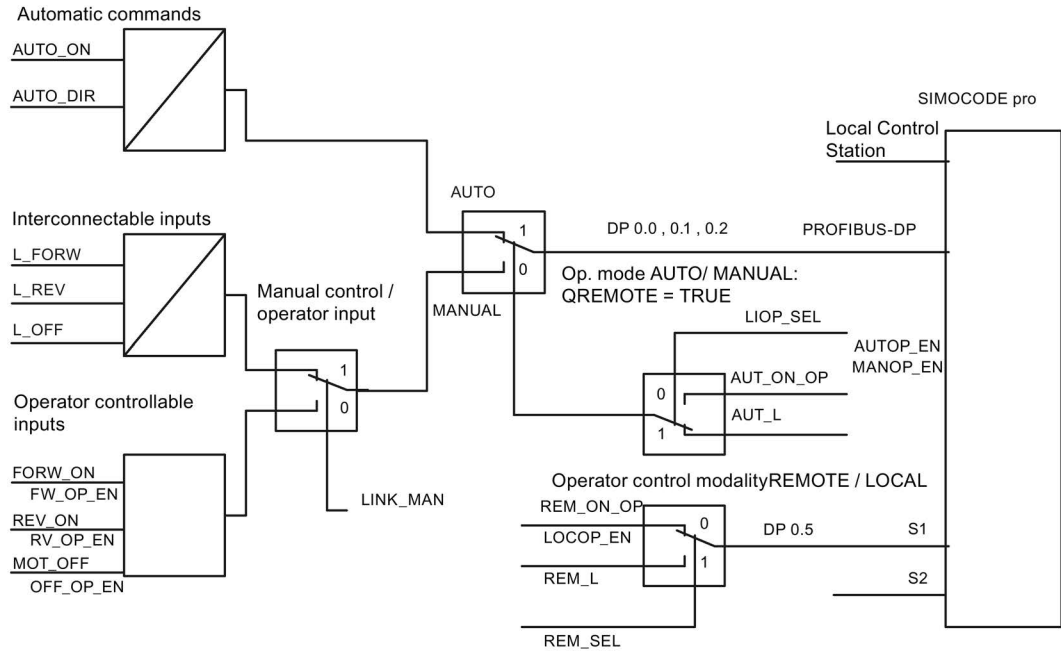 Automatic commands
AUTO_ON
AUTO_DIR
SIMOCODE pro
Local Control
Station
AUTO
Interconnectable inputs
1
DP 0.0 , 0.1 , 0.2
PROFIBUS-DP
L_FORW
0
Op. mode AUTO/ MANUAL:
QREMOTE = TRUE
L_REV
Manual control /
operator input
MANUAL
L_OFF
LIOP_SEL
AUTOP_EN
MANOP_EN
1
0
AUT_ON_OP
0
AUT_L
1
Operator controllable
inputs
FORW_ON
FW_OP_EN
REV_ON
RV_OP_EN
MOT_OFF
OFF_OP_EN
LINK_MAN
Operator control modalityREMOTE / LOCAL
REM_ON_OP
0
LOCOP_EN
DP 0.5
S1
1
REM_L
S2
REM_SEL